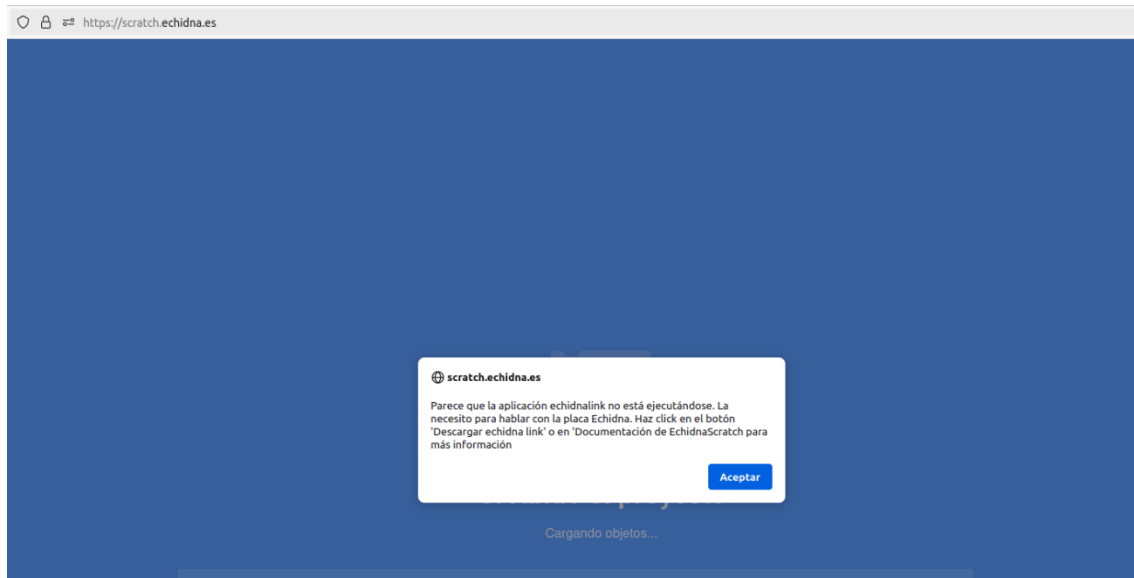 https://scratch.echidna.es
scratch.echidna.es
Parece que la aplicación echidnalink no está ejecutándose. La
necesito para hablar con la placa Echidna. Haz click en el botón
'Descargar echidna link' o en 'Documentación de EchidnaScratch para
más información
Aceptar
Cargando objetos...